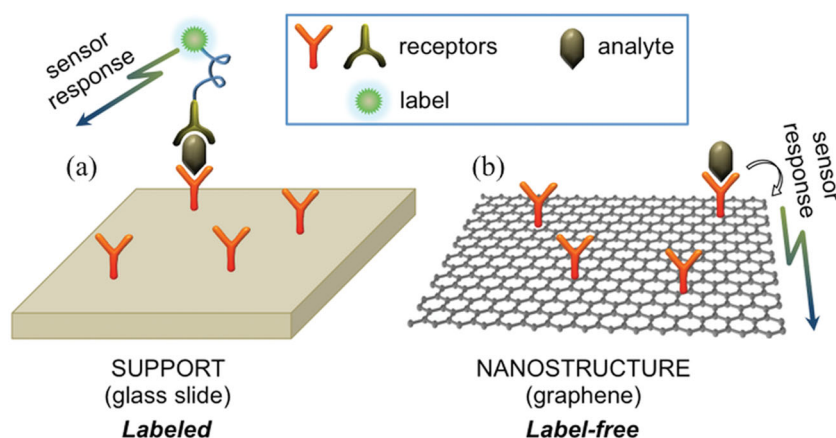 sensor
response
receptors
analyte
label
(a)
(b)
sensor
response
SUPPORT
(glass slide)
Labeled
NANOSTRUCTURE
(graphene)
Label-free